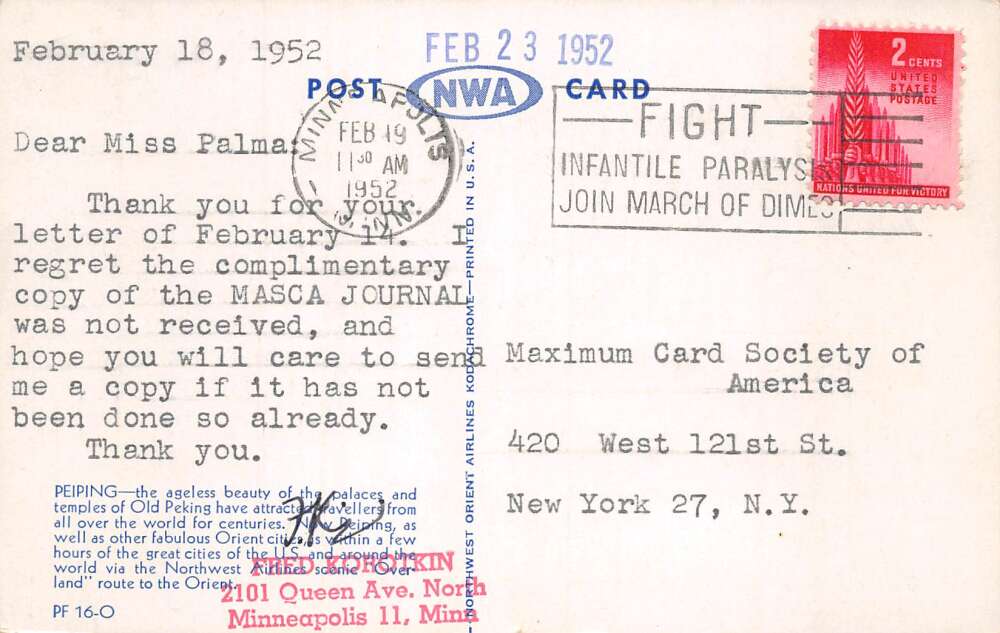 February 18, 1952
FEB 23 1952
POST NWA CARD
Dear Miss Palma:
MINNEAPOLIS
FEB 19
11 30 AM
1952
MINN.
FIGHT
INFANTILE PARALYSIS
JOIN MARCH OF DIMES
2 CENTS
UNITED
STATES
POSTAGE
NATIONS UNITED FOR VICTORY
Thank you for your
letter of February 14. I
regret the complimentary
copy of the MASCA JOURNAL
was not received, and
hope you will care to send
me a copy if it has not
been done so already.
Thank you.
NORTHWEST ORIENT AIRLINES KODACHROME—PRINTED IN U.S.A.
Maximum Card Society of
America
420 West 121st St.
New York 27, N.Y.
PEIPING—the ageless beauty of the palaces and
temples of Old Peking have attracted travellers from
all over the world for centuries. Now Peiping, as
well as other fabulous Orient cities, is within a few
hours of the great cities of the U.S. and around the
world via the Northwest Airlines scenic "Over-
land" route to the Orient.
PF 16-O
FRED KOROTKIN
2101 Queen Ave. North
Minneapolis 11, Minn